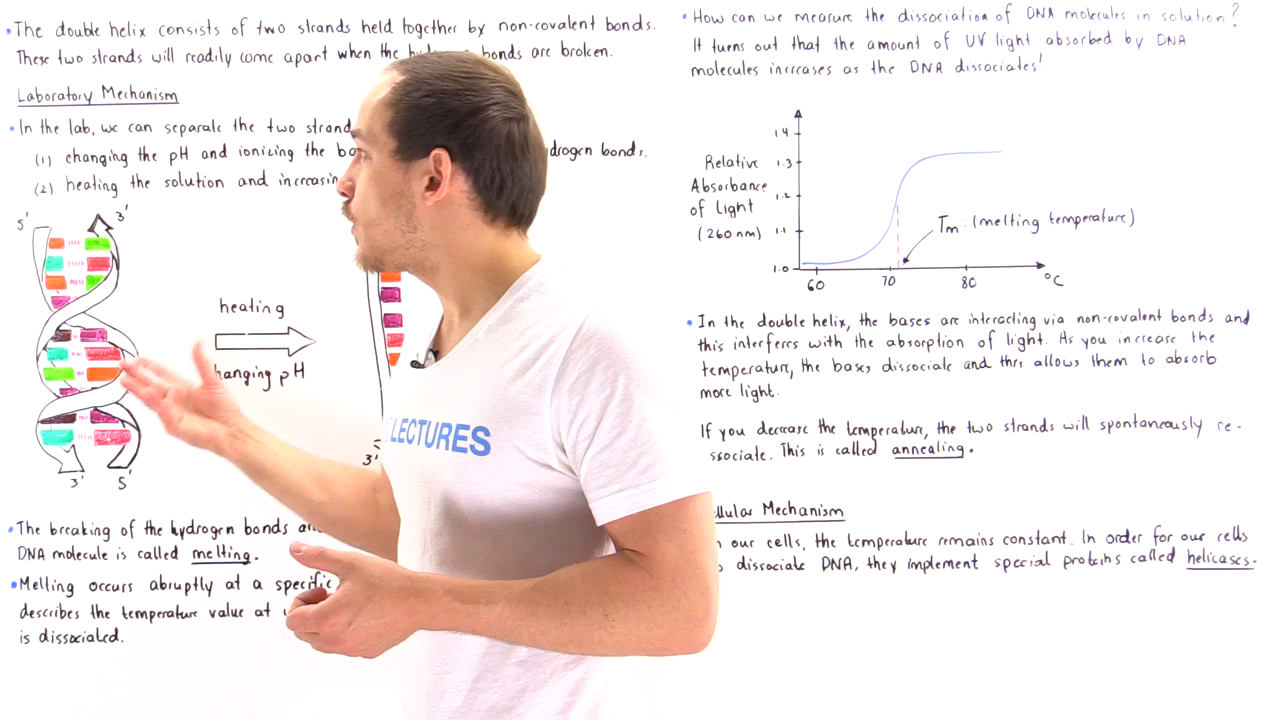 •The double helix consists of two strands held together by non-covalent bonds.
These two strands will readily come apart when the bonds are broken.
Laboratory Mechanism
•In the lab, we can separate the two strand
(1) changing the pH and ionizing the drogen bonds.
(2) heating the solution and increasin
5' 3'
heating
hanging pH
3' 5'
3'
•The breaking of the hydrogen bonds
DNA molecule is called melting.
•Melting occurs abruptly at a specific
describes the temperature value at
is dissociated.
LECTURES
•How can we measure the dissociation of DNA molecules in solution?
It turns out that the amount of UV light absorbed by DNA
molecules increases as the DNA dissociates!
Relative
Absorbance
of Light
(260 nm)
1.4
1.3
1.2
1.1
1.0
60 70 80 °C
Tm: (melting temperature)
•In the double helix, the bases are interacting via non-covalent bonds and
this interferes with the absorption of light. As you increase the
temperature, the bases dissociate and this allows them to absorb
more light.
If you decrease the temperature, the two strands will spontaneously re-
ssociate. This is called annealing.
llular Mechanism
n our cells, the temperature remains constant. In order for our cells
dissociate DNA, they implement special proteins called helicases.